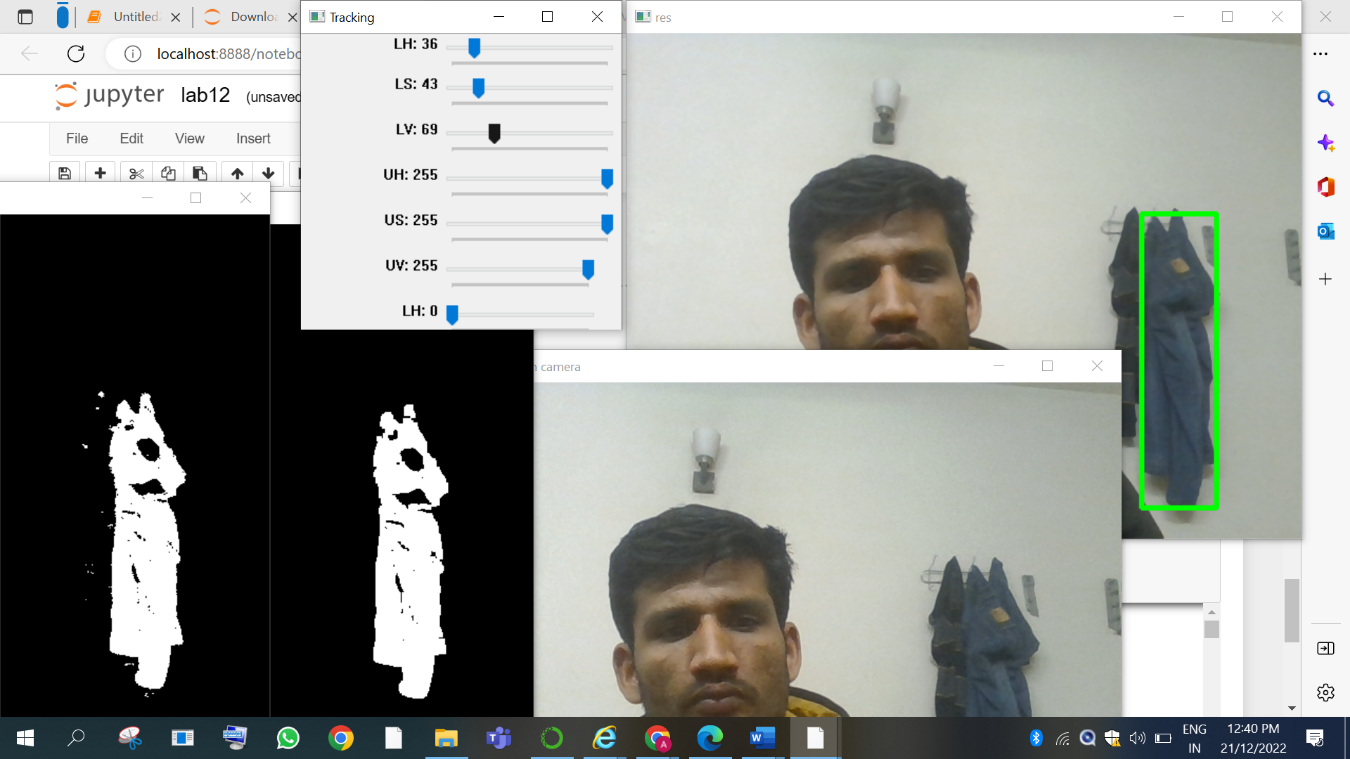 Untitled
Downloa
localhost:8888/notebo
jupyter lab12 (unsaved
File Edit View Insert
Tracking
LH: 36
LS: 43
LV: 69
UH: 255
US: 255
UV: 255
LH: 0
res
camera
W
A
ENG
IN
12:40 PM
21/12/2022